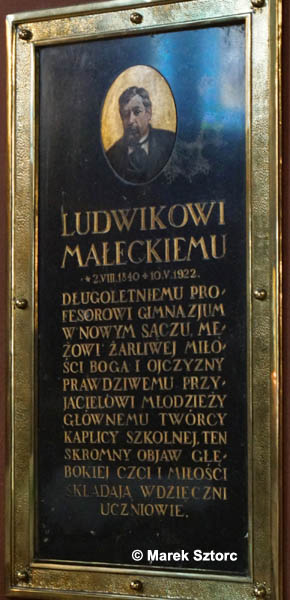 LUDWIKOWI
MAŁECKIEMU
·*2.VIII.1840 + 10.V.1922.
DŁUGOLETNIEMU PRO-
FESOROWI GIMNAZJUM
W NOWYM SĄCZU, MĘ-
ŻOWI ŻARLIWEJ MIŁO-
ŚCI BOGA I OJCZYZNY
PRAWDZIWEMU PRZY-
JACIELOWI MŁODZIEŻY
GŁÓWNEMU TWÓRCY
KAPLICY SZKOLNEJ, TEN
SKROMNY OBJAW GŁĘ-
BOKIEJ CZCI I MIŁOŚCI
SKŁADAJĄ WDZIĘCZNI
UCZNIOWIE.
© Marek Sztorc